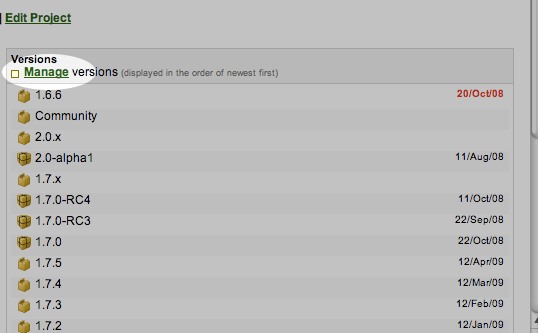 Edit Project
Versions
Manage versions (displayed in the order of newest first)
1.6.6 20/Oct/08
Community
2.0.x
2.0-alpha1 11/Aug/08
1.7.x
1.7.0-RC4 11/Oct/08
1.7.0-RC3 22/Sep/08
1.7.0 22/Oct/08
1.7.5 12/Apr/09
1.7.4 12/Mar/09
1.7.3 12/Feb/09
1.7.2 12/Jan/09